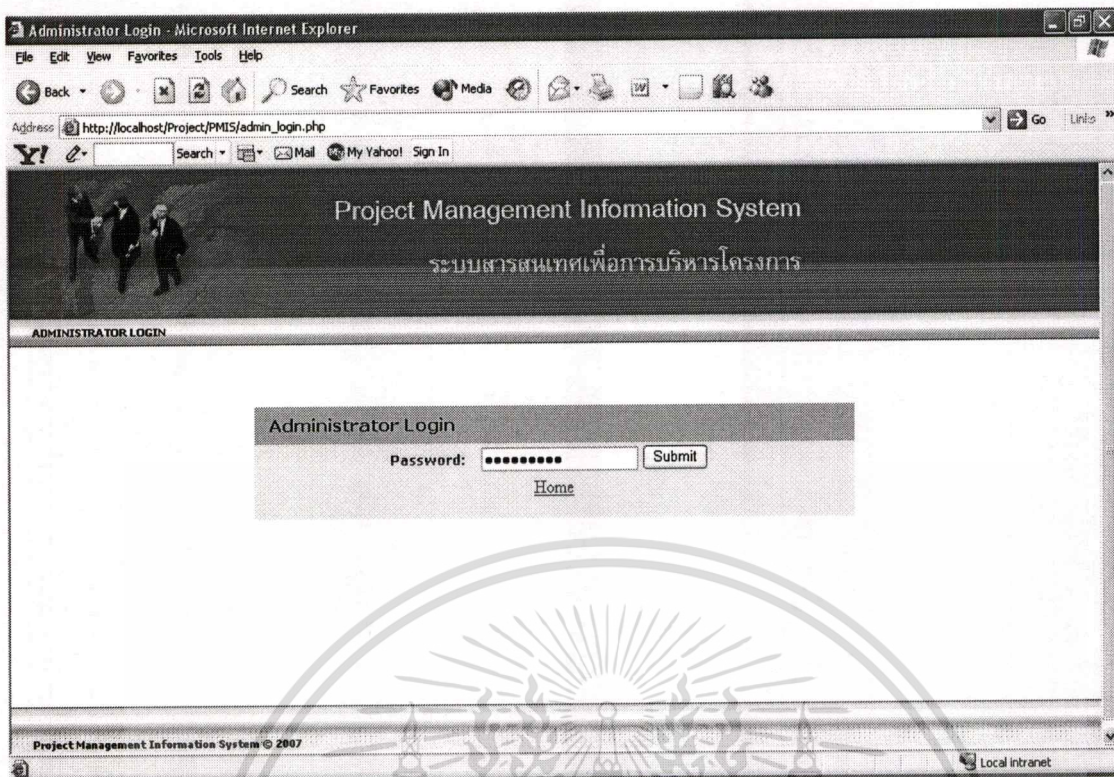 Administrator Login - Microsoft Internet Explorer
File Edit View Favorites Tools Help
Back Search Favorites Media
Address http://localhost/Project/PMIS/admin_login.php Go Links »
Y! Search Mail My Yahoo! Sign In
Project Management Information System
ระบบสารสนเทศเพื่อการบริหารโครงการ
ADMINISTRATOR LOGIN
Administrator Login
Password: ••••••••• Submit
Home
Project Management Information System © 2007
Local intranet